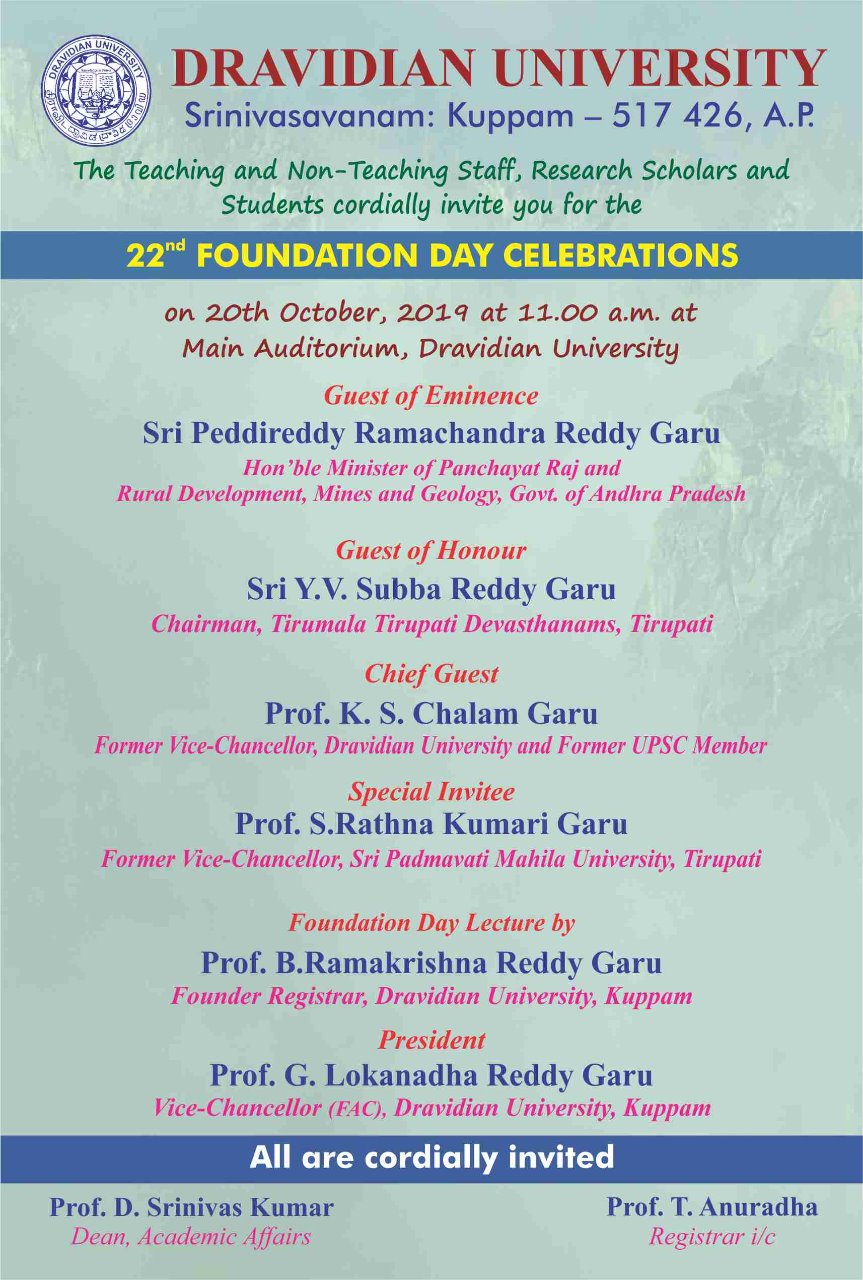 DRAVIDIAN UNIVERSITY
DRAVIDIAN UNIVERSITY
Srinivasavanam: Kuppam – 517 426, A.P.
The Teaching and Non-Teaching Staff, Research Scholars and
Students cordially invite you for the
22nd FOUNDATION DAY CELEBRATIONS
on 20th October, 2019 at 11.00 a.m. at
Main Auditorium, Dravidian University
Guest of Eminence
Sri Peddireddy Ramachandra Reddy Garu
Hon'ble Minister of Panchayat Raj and
Rural Development, Mines and Geology, Govt. of Andhra Pradesh
Guest of Honour
Sri Y.V. Subba Reddy Garu
Chairman, Tirumala Tirupati Devasthanams, Tirupati
Chief Guest
Prof. K. S. Chalam Garu
Former Vice-Chancellor, Dravidian University and Former UPSC Member
Special Invitee
Prof. S.Rathna Kumari Garu
Former Vice-Chancellor, Sri Padmavati Mahila University, Tirupati
Foundation Day Lecture by
Prof. B.Ramakrishna Reddy Garu
Founder Registrar, Dravidian University, Kuppam
President
Prof. G. Lokanadha Reddy Garu
Vice-Chancellor (FAC), Dravidian University, Kuppam
All are cordially invited
Prof. D. Srinivas Kumar
Dean, Academic Affairs
Prof. T. Anuradha
Registrar i/c